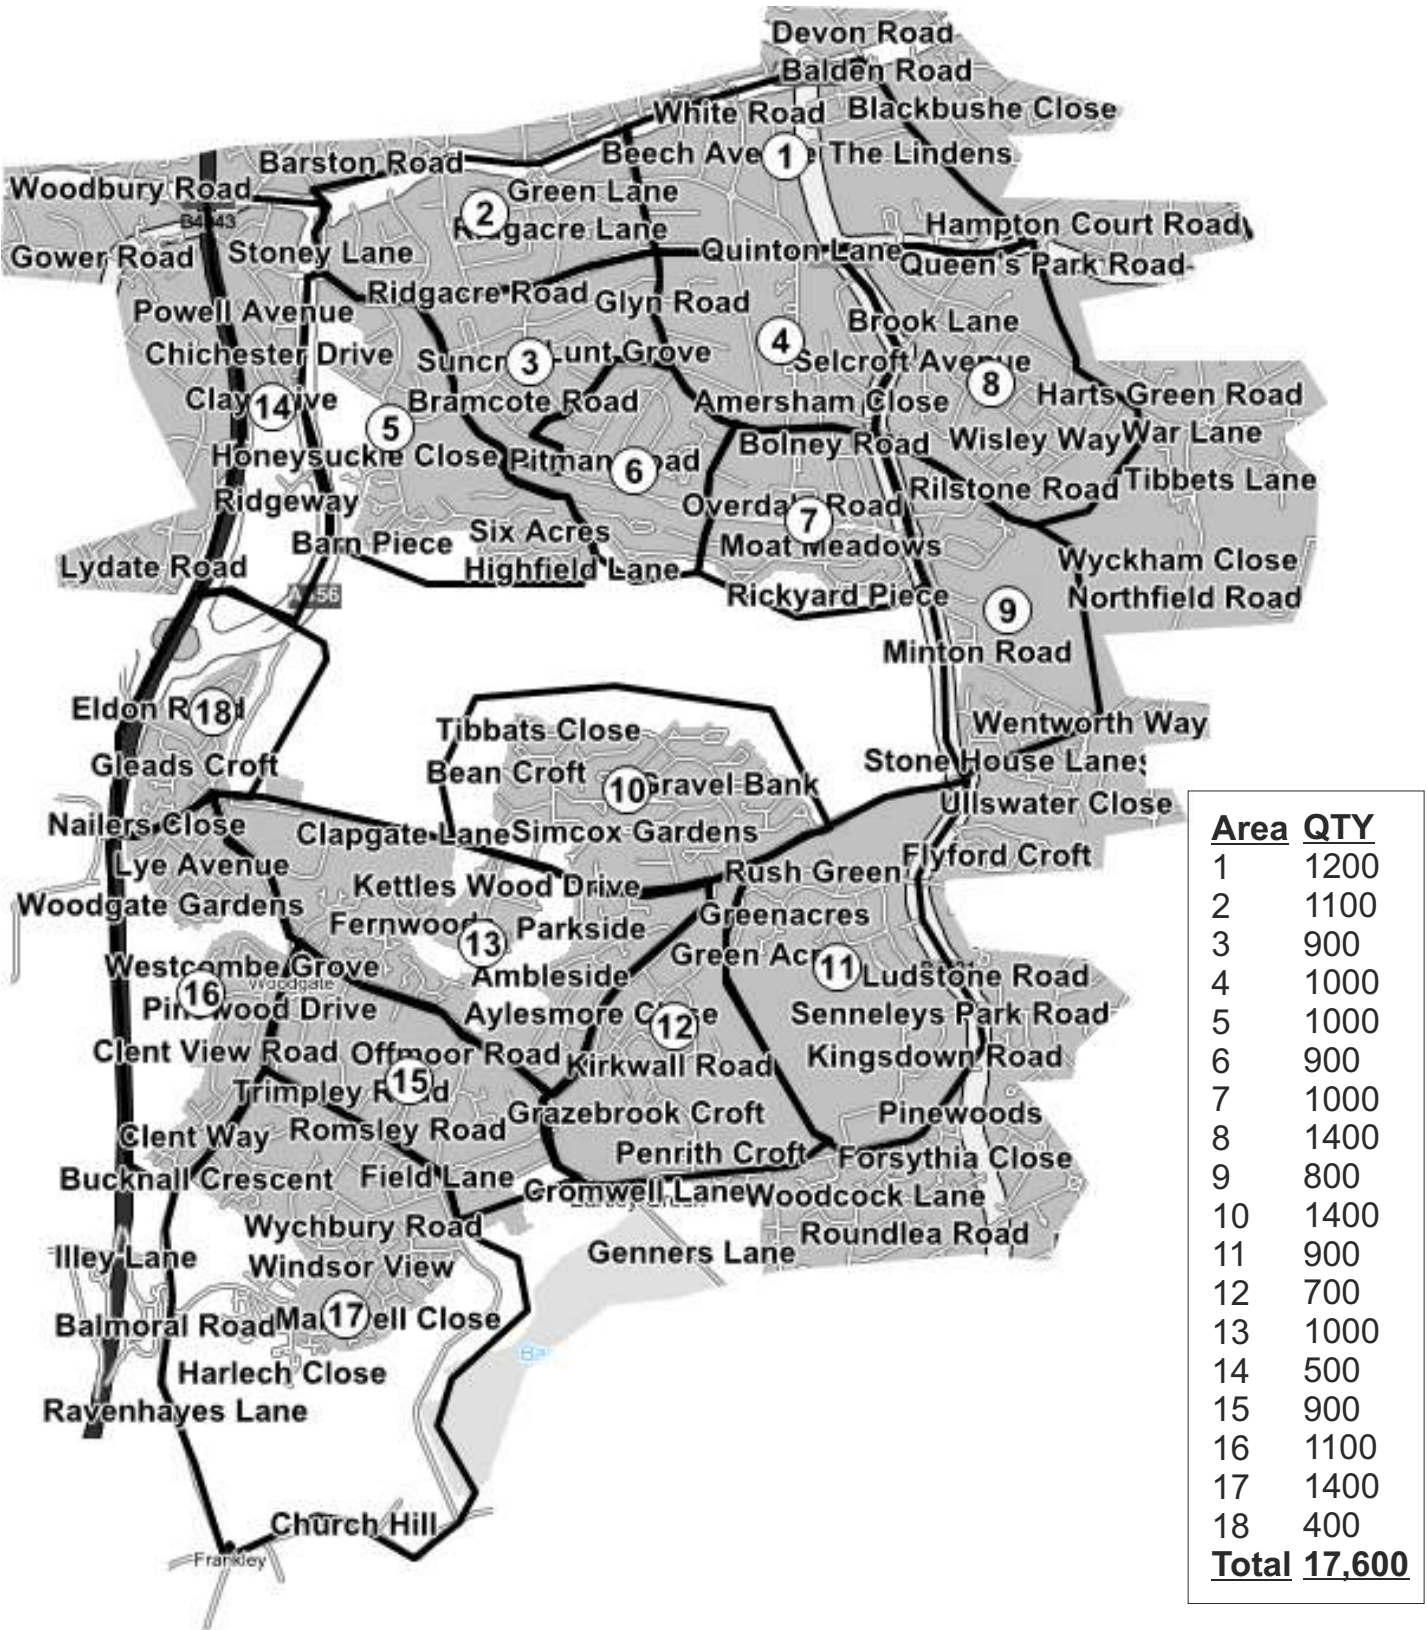 Devon Road
Balden Road
White Road
Blackbushe Close
Beech Ave
1
The Lindens
Barston Road
Woodbury Road
Green Lane
2
Ridgacre Lane
B4043
Hampton Court Road
Gower Road
Stoney Lane
Quinton Lane
Queen's Park Road
Ridgacre Road
Glyn Road
Powell Avenue
Brook Lane
Chichester Drive
Suncr
3
Lunt Grove
4
Selcroft Avenue
8
Harts Green Road
Clay
14
ive
Bramcote Road
Amersham Close
5
Honeysuckle Close
Pitman Road
6
Bolney Road
Wisley Way
War Lane
Ridgeway
Overdale Road
7
Rilstone Road
Tibbets Lane
Barn Piece
Six Acres
Moat Meadows
Lydate Road
Highfield Lane
Wyckham Close
A456
Rickyard Piece
9
Northfield Road
Minton Road
Eldon Road
18
Tibbats Close
Wentworth Way
Gleads Croft
Bean Croft
10
Gravel Bank
Stone House Lane
Ullswater Close
Nailers Close
Clapgate Lane
Simcox Gardens
Lye Avenue
Kettles Wood Drive
Rush Green
Flyford Croft
Woodgate Gardens
Fernwood
13
Parkside
Greenacres
Westcombe Grove
Woodgate
Ambleside
Green Acr
11
Ludstone Road
16
Pinewood Drive
Aylesmore Close
12
Senneleys Park Road
Clent View Road
Offmoor Road
Kirkwall Road
Kingsdown Road
Trimpley Road
15
Grazebrook Croft
Pinewoods
Clent Way
Romsley Road
Penrith Croft
Forsythia Close
Bucknall Crescent
Field Lane
Cromwell Lane
Woodcock Lane
Wychbury Road
Roundlea Road
Illey Lane
Windsor View
Genners Lane
Balmoral Road
Ma
17
ell Close
Ba
Harlech Close
Ravenhayes Lane
Church Hill
Frankley
Area QTY
1 1200
2 1100
3 900
4 1000
5 1000
6 900
7 1000
8 1400
9 800
10 1400
11 900
12 700
13 1000
14 500
15 900
16 1100
17 1400
18 400
Total 17,600